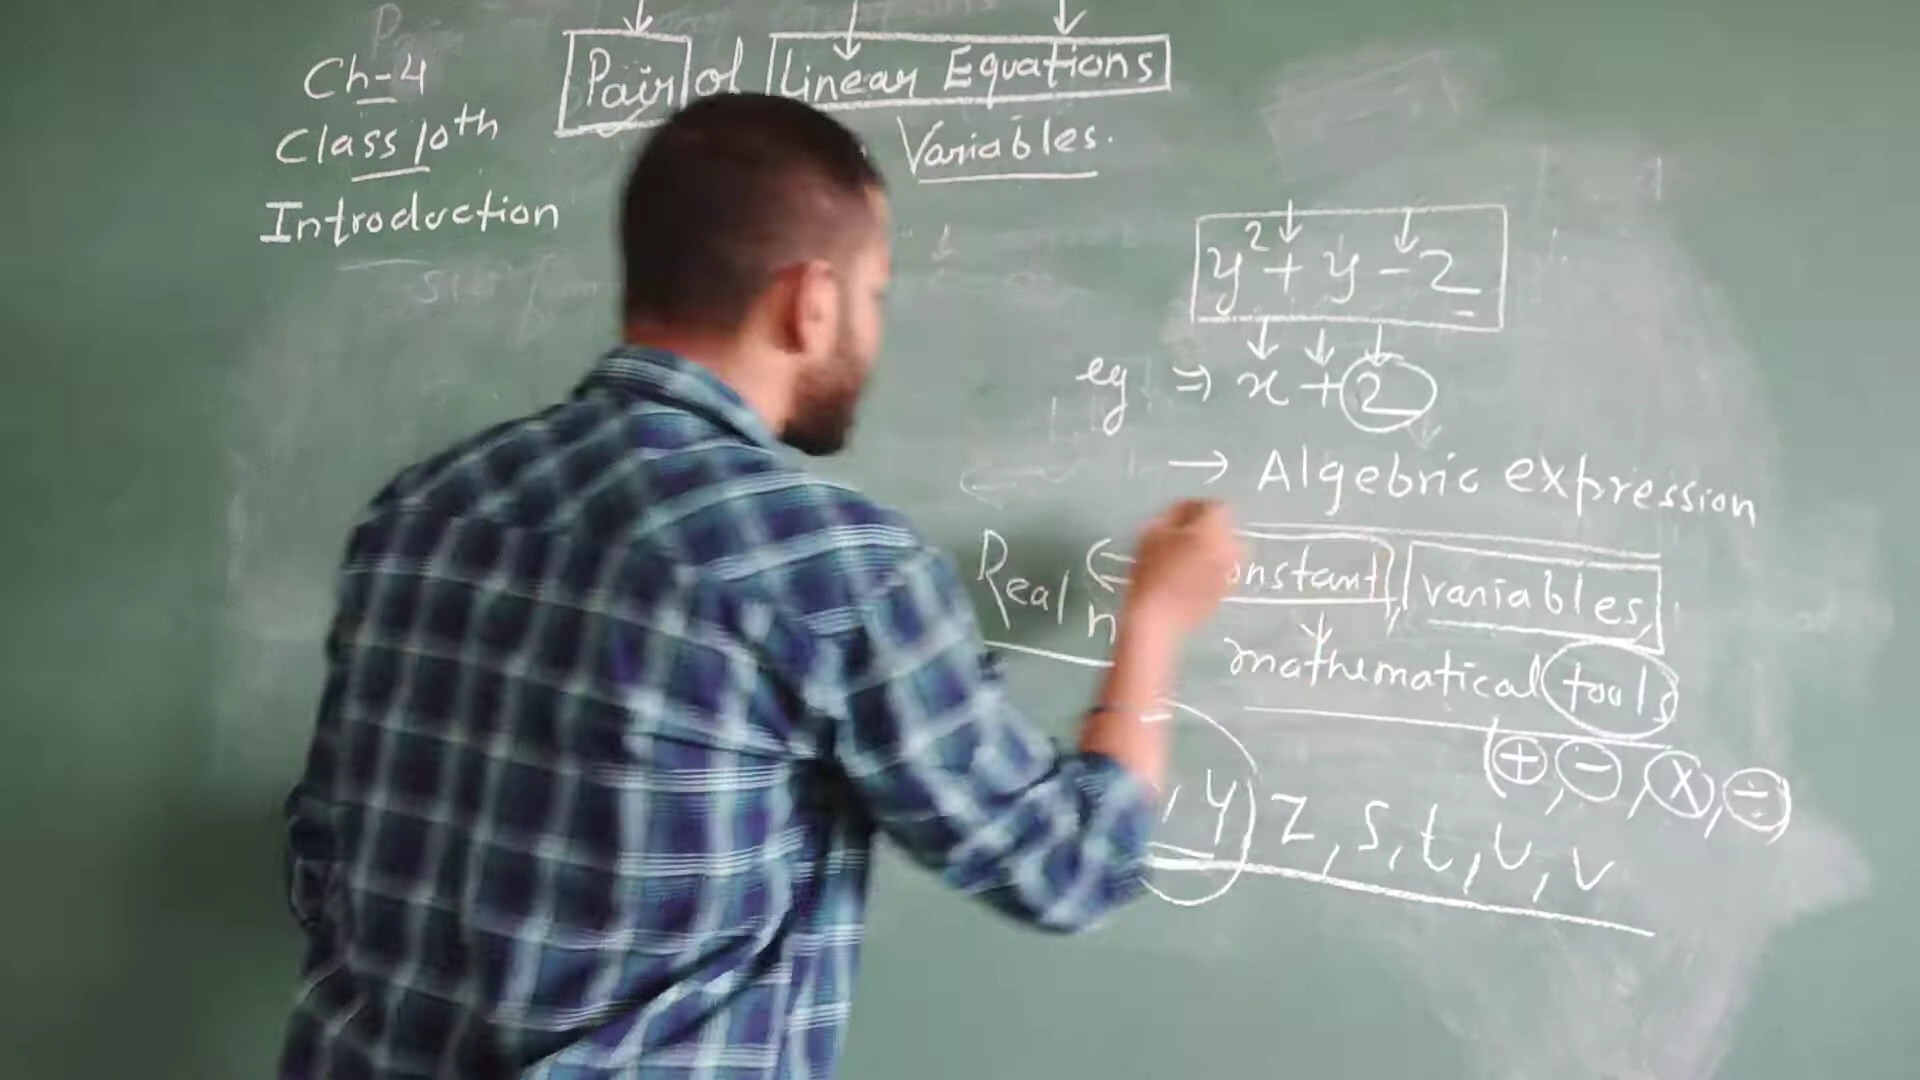 Ch-4
Pair of Linear Equations
Class 10th
Variables.
Introduction
y² + y - 2
eg ⇒ x + 2
→ Algebric expression
Real
variables,
mathematical tools
(+, -, x, ÷)
, y) z, s, t, u, v